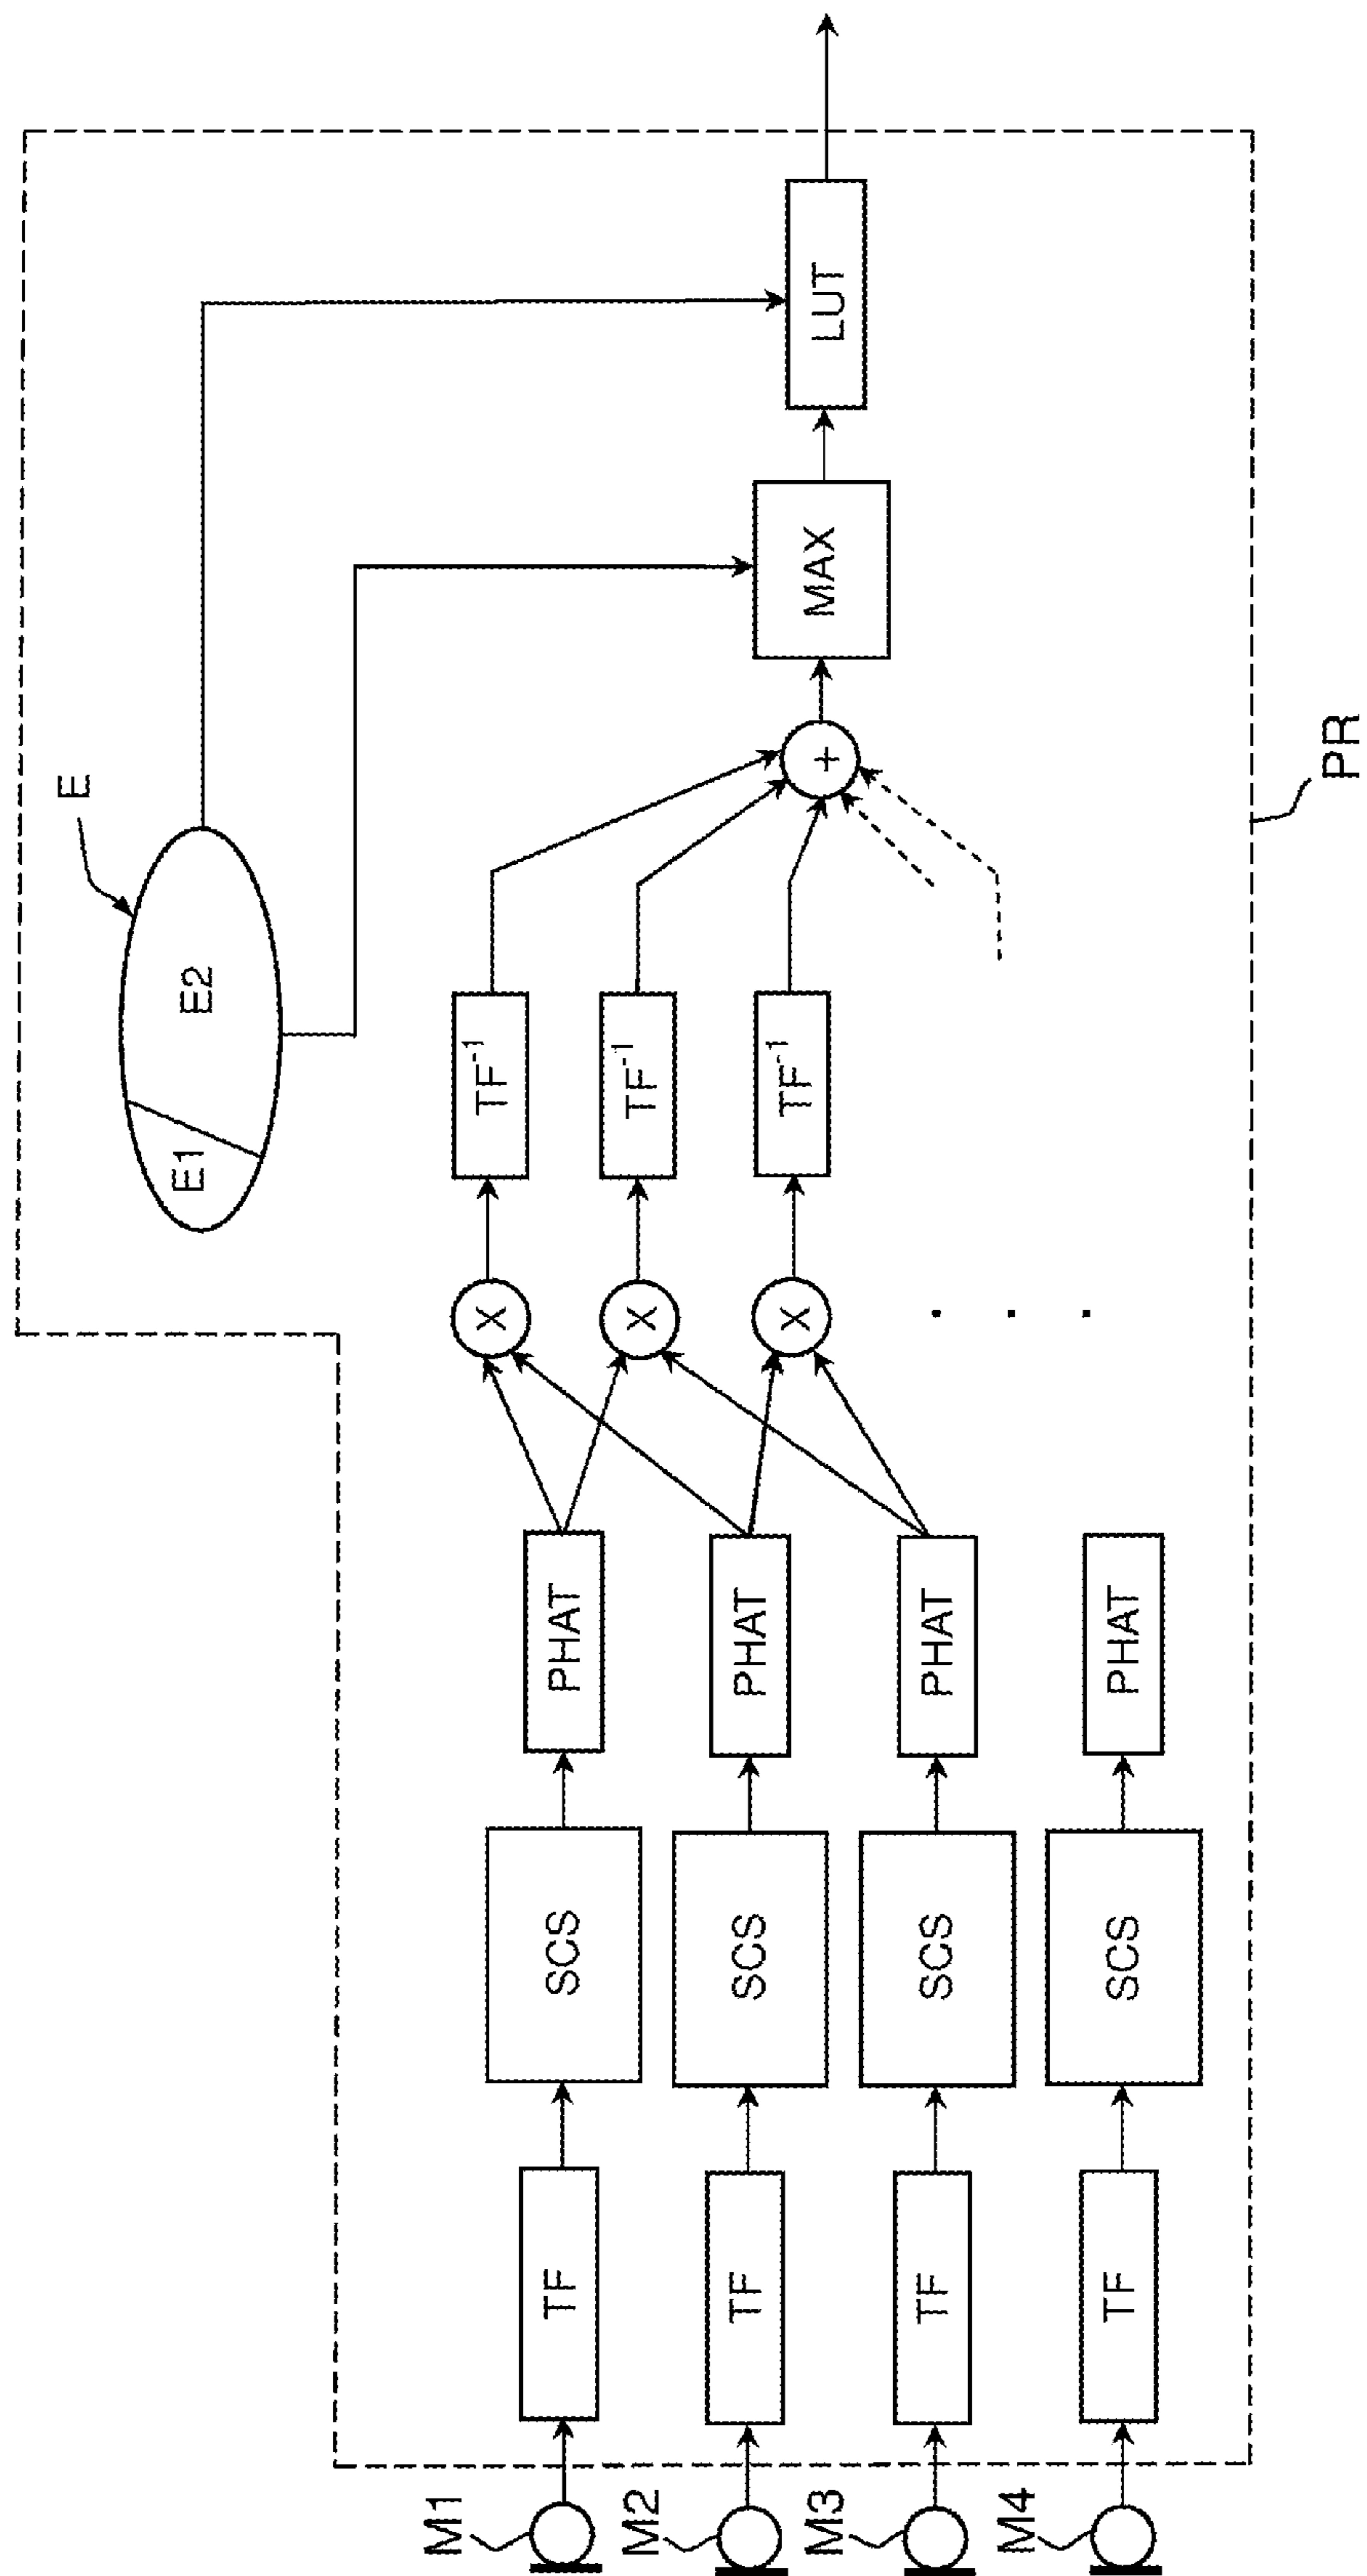 E
E1
E2
M1
TF
SCS
PHAT
X
TF-1
M2
TF
SCS
PHAT
X
TF-1
M3
TF
SCS
PHAT
X
TF-1
M4
TF
SCS
PHAT
. . .
+
MAX
LUT
PR